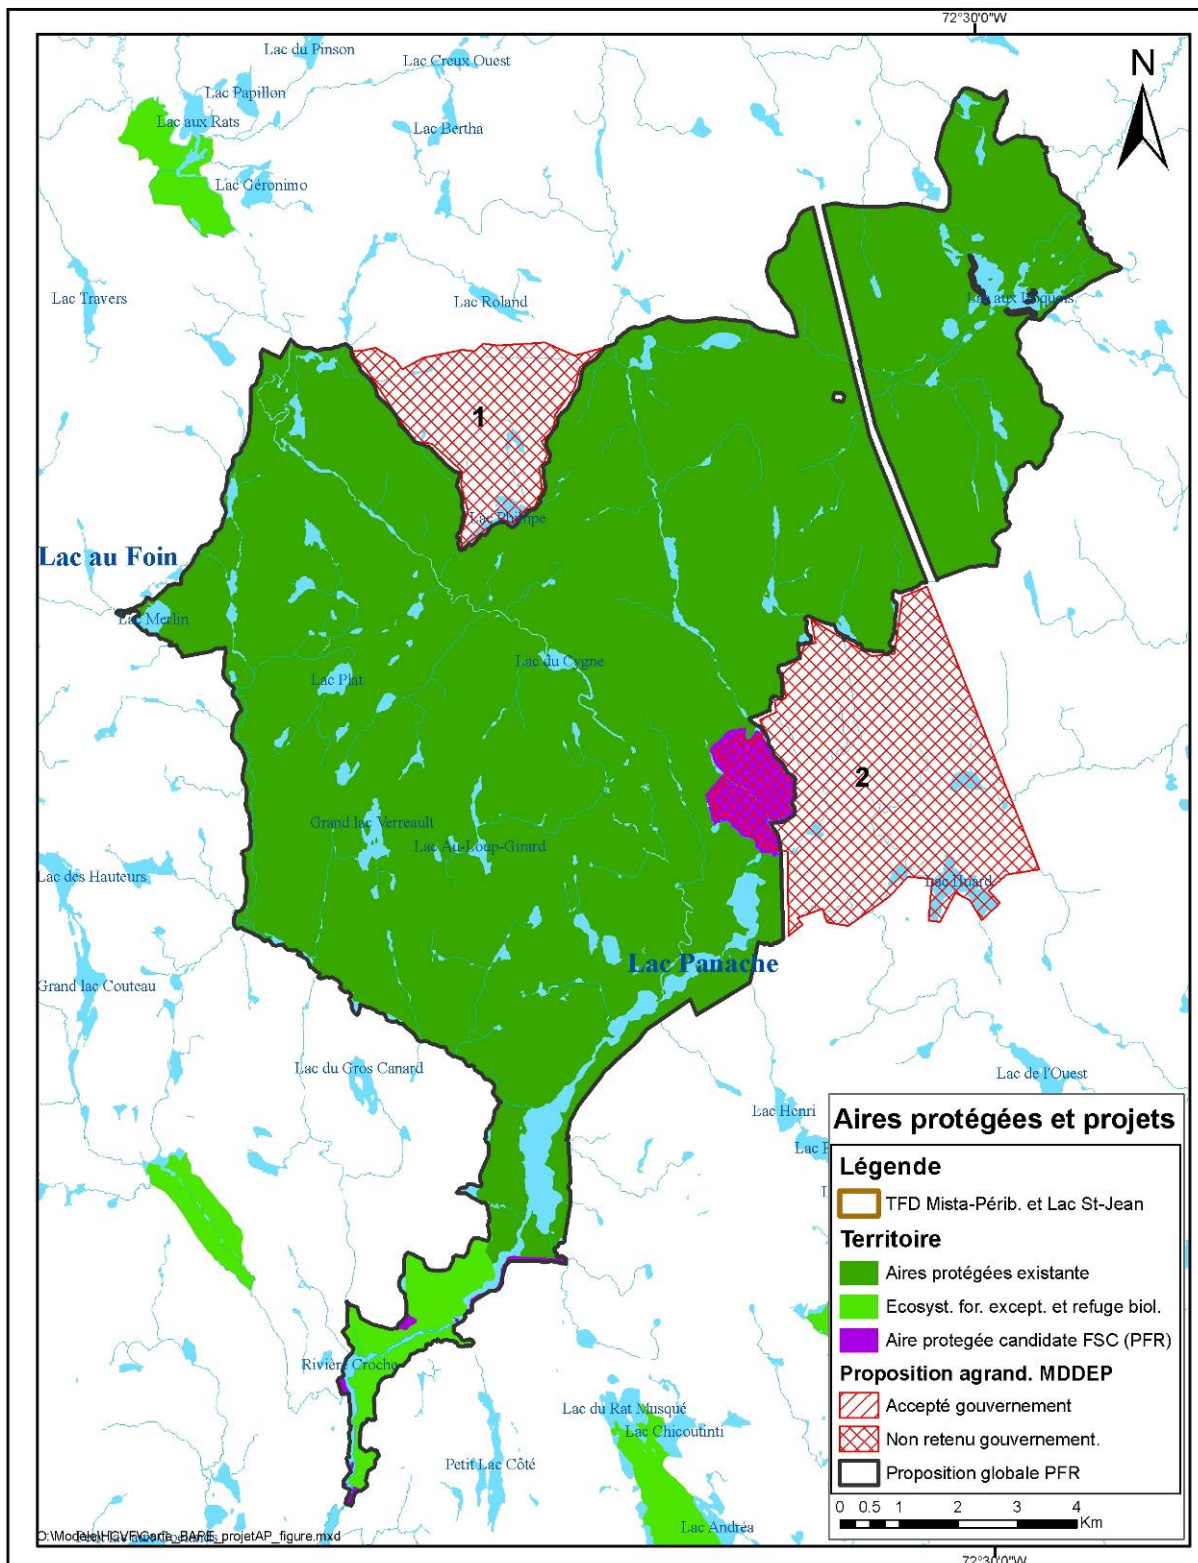 72°30'0"W
N
Lac du Pinson
Lac Creux Ouest
Lac Papillon
Lac aux Rats
Lac Bertha
Lac Géronimo
Lac Travers
Lac Roland
1
Lac au Foin
Lac Merlin
Lac du Cygne
Lac Plat
2
Grand lac Verreault
Lac Au-Loup-Girard
Lac des Hauteurs
Lac Huard
Lac Panache
Grand lac Couteau
Lac du Gros Canard
Lac de l'Ouest
Lac Henri
Rivière Croche
Lac du Rat Musqué
Lac Chicoutinti
Petit Lac Côté
Lac Andréa
Aires protégées et projets
Légende
TFD Mista-Périb. et Lac St-Jean
Territoire
Aires protégées existante
Ecosyst. for. except. et refuge biol.
Aire protegée candidate FSC (PFR)
Proposition agrand. MDDEP
Accepté gouvernement
Non retenu gouvernement.
Proposition globale PFR
0 0.5 1 2 3 4
Km
72°30'0"W